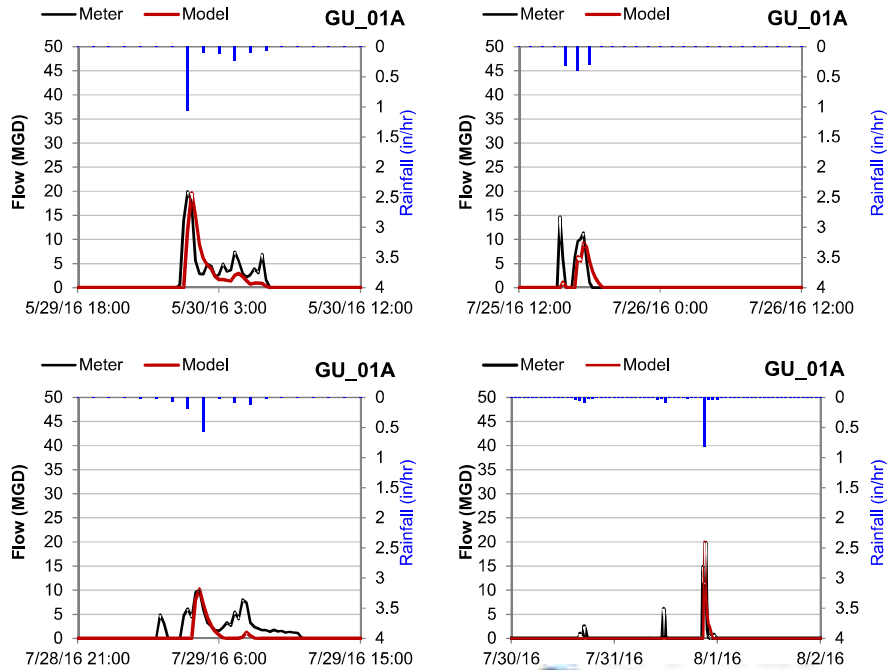 Meter Model GU_01A
50 0
45 0.5
40
35 1
30 1.5
25 2
20
15 2.5
10 3
5 3.5
0 4
Flow (MGD)
Rainfall (in/hr)
5/29/16 18:00 5/30/16 3:00 5/30/16 12:00
Meter Model GU_01A
50 0
45 0.5
40
35 1
30 1.5
25 2
20
15 2.5
10 3
5 3.5
0 4
Flow (MGD)
Rainfall (in/hr)
7/25/16 12:00 7/26/16 0:00 7/26/16 12:00
Meter Model GU_01A
50 0
45 0.5
40
35 1
30 1.5
25 2
20
15 2.5
10 3
5 3.5
0 4
Flow (MGD)
Rainfall (in/hr)
7/28/16 21:00 7/29/16 6:00 7/29/16 15:00
Meter Model GU_01A
50 0
45 0.5
40
35 1
30 1.5
25 2
20
15 2.5
10 3
5 3.5
0 4
Flow (MGD)
Rainfall (in/hr)
7/30/16 7/31/16 8/1/16 8/2/16